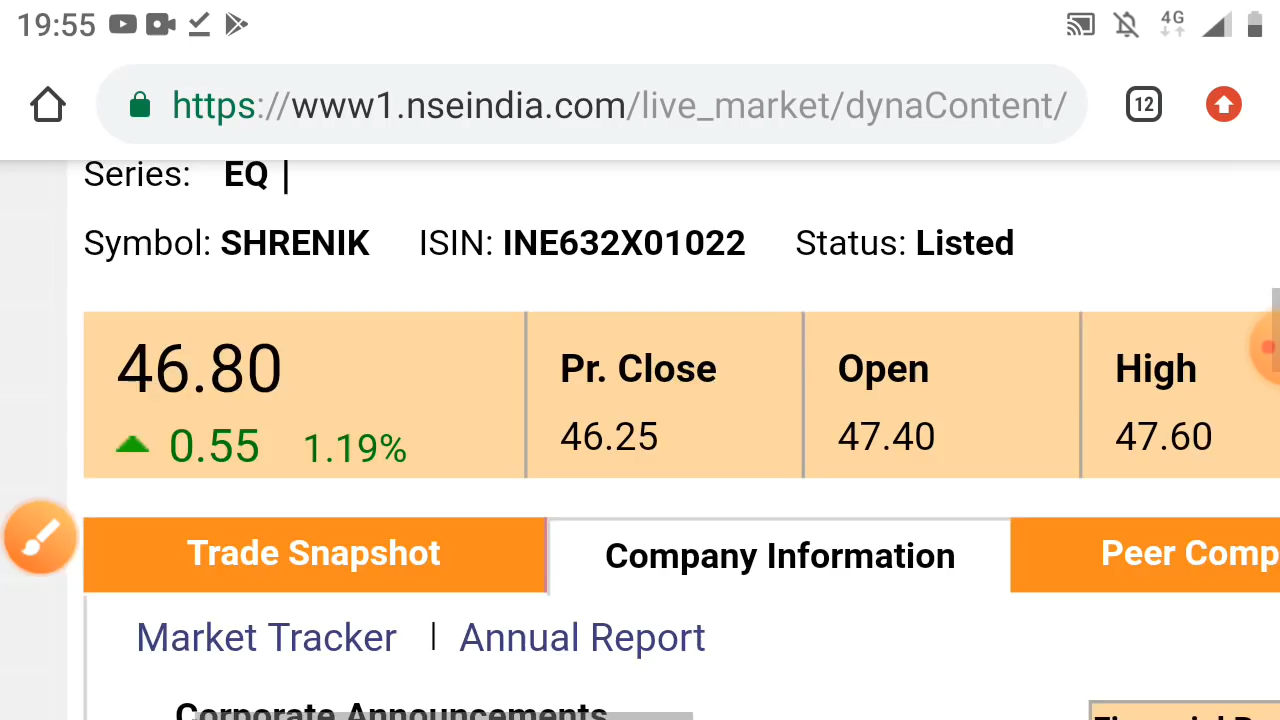 19:55 4G
https://www1.nseindia.com/live_market/dynaContent/ 12
Series: EQ |
Symbol: SHRENIK ISIN: INE632X01022 Status: Listed
46.80 Pr. Close Open High
0.55 1.19% 46.25 47.40 47.60
Trade Snapshot Company Information Peer Comp
Market Tracker | Annual Report
Corporate Announcements